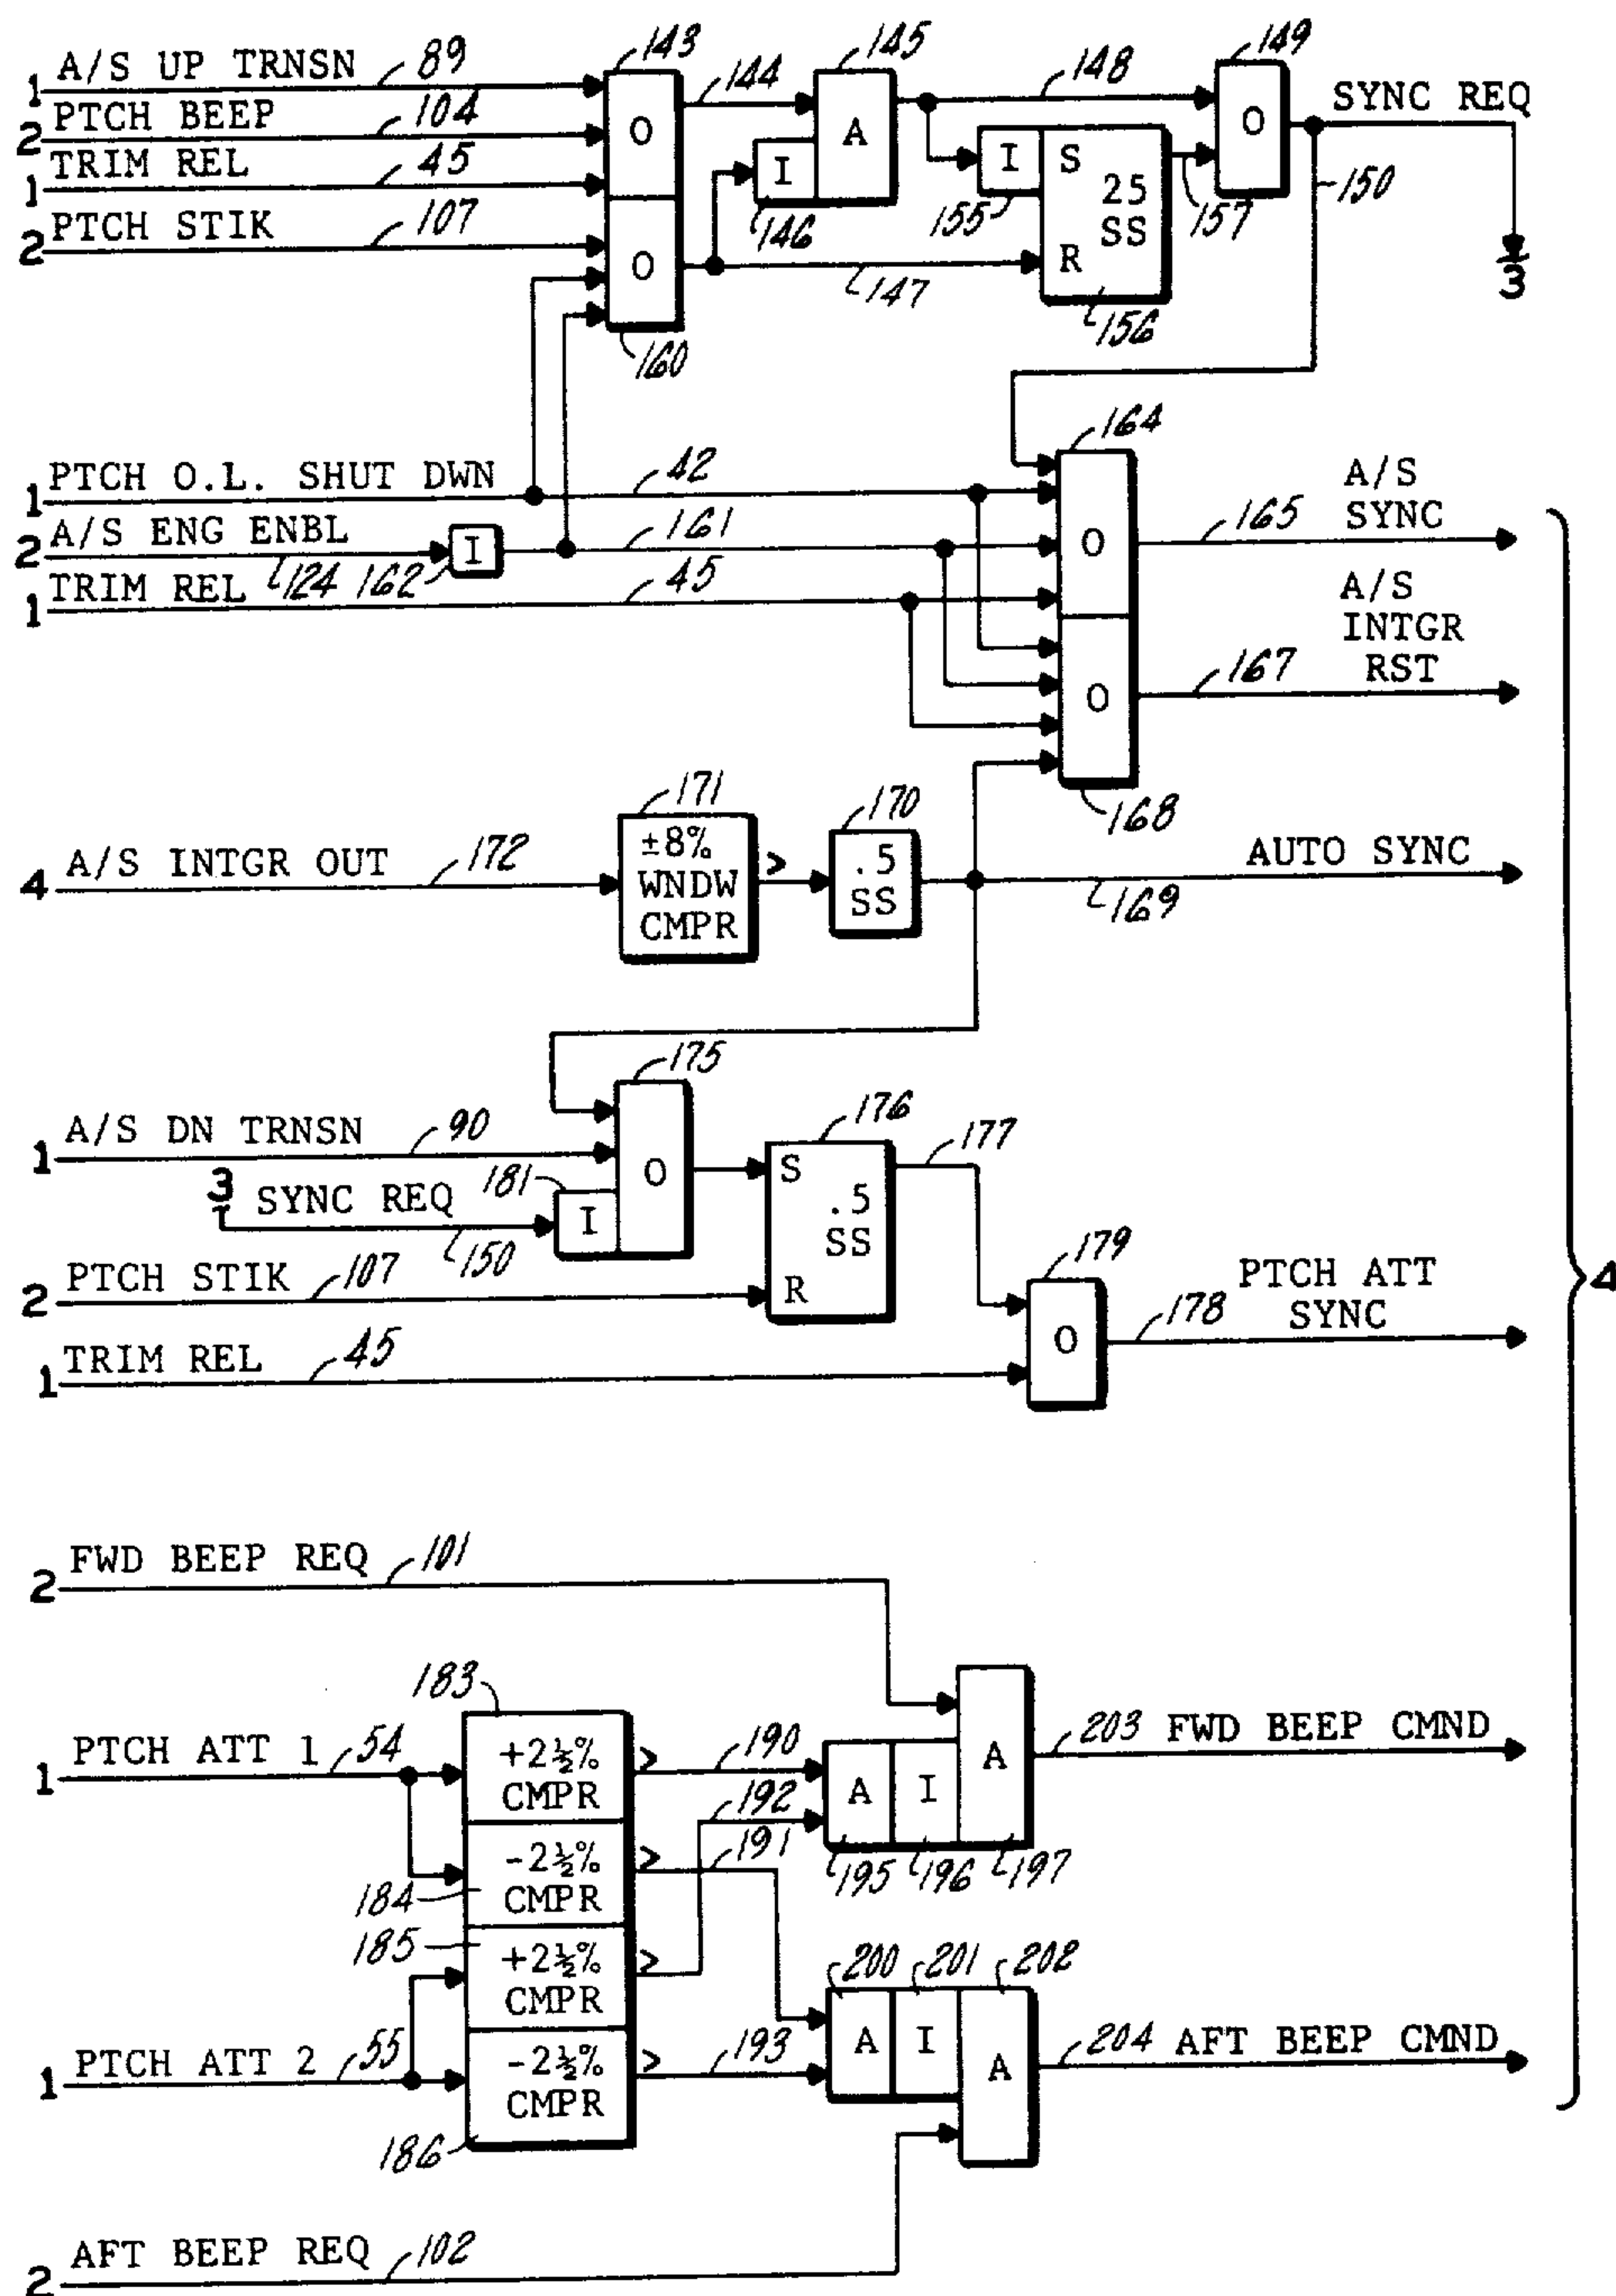 143
145
149
1 A/S UP TRNSN 89
144
148
SYNC REQ
2 PTCH BEEP 104
O
A
O
1 TRIM REL 45
I
I S
25
SS
157
150
2 PTCH STIK 107
146
155
O
R
147
156
3
160
164
1 PTCH O.L. SHUT DWN 42
165 A/S
SYNC
2 A/S ENG ENBL I 161
O
124 162
1 TRIM REL 45
A/S
INTGR
RST
O
167
171
170
168
4 A/S INTGR OUT 172
±8%
WNDW
CMPR
>
.5
SS
AUTO SYNC
169
175
176
1 A/S DN TRNSN 90
177
O
S
3 SYNC REQ 181
I
.5
SS
150
179
2 PTCH STIK 107
R
PTCH ATT
SYNC
178
O
1 TRIM REL 45
4
2 FWD BEEP REQ 101
183
1 PTCH ATT 1 54
+2½%
CMPR
>
190
A
203 FWD BEEP CMND
A I
192
184
-2½%
CMPR
>
191
195 196 197
185
+2½%
CMPR
>
200 201 202
1 PTCH ATT 2 55
-2½%
CMPR
>
193
A I A
204 AFT BEEP CMND
186
2 AFT BEEP REQ 102